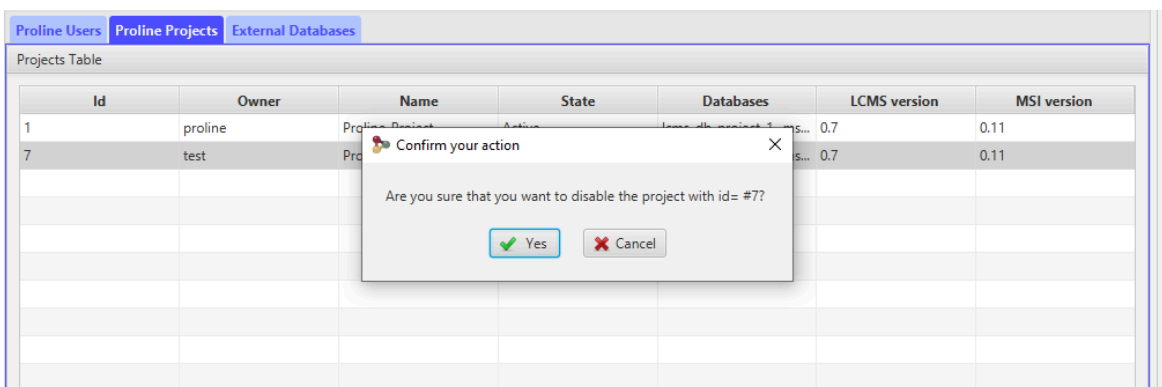 Proline Users Proline Projects External Databases
Projects Table
Id Owner Name State Databases LCMS version MSI version
1 proline ms... 0.7 0.11
Confirm your action
7 test Pro s... 0.7 0.11
Are you sure that you want to disable the project with id= #7?
Yes Cancel